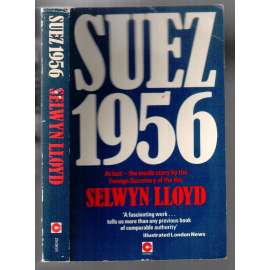 SUEZ 1956 SELWYN LLOYD
SUEZ
1956
At last – the inside story by the
Foreign Secretary of the day
SELWYN LLOYD
'A fascinating work . . .
tells us more than any previous book
of comparable authority'
Illustrated London News